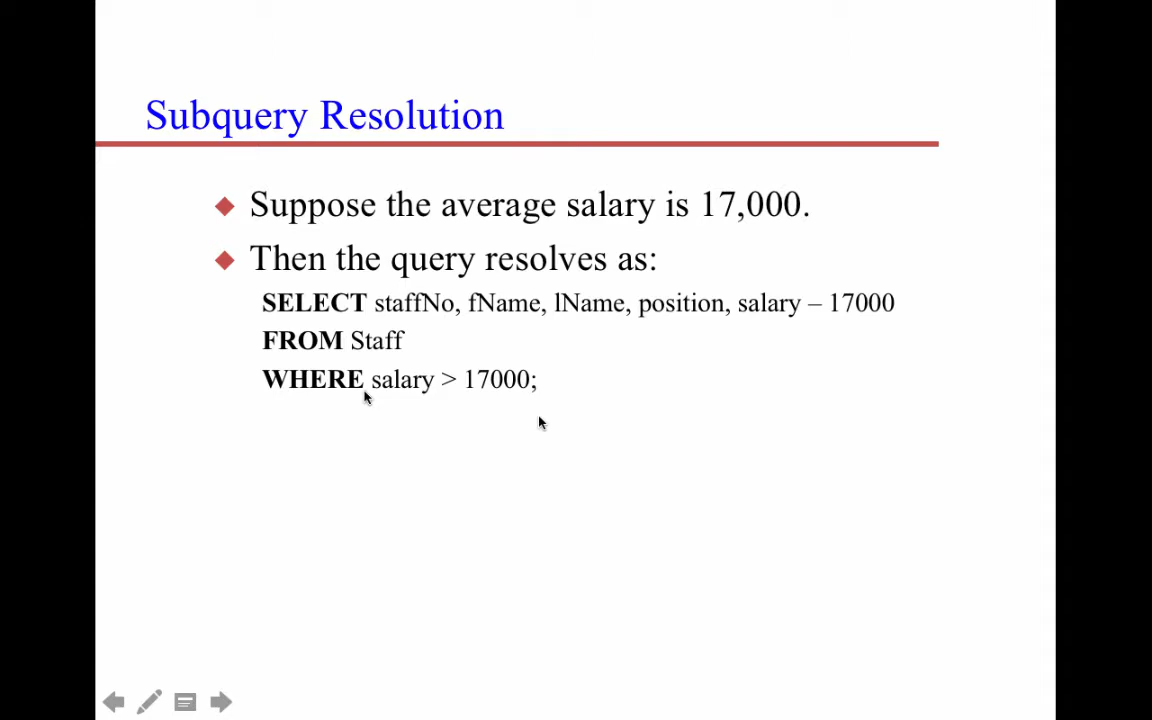 Subquery Resolution
Suppose the average salary is 17,000.
Then the query resolves as:
SELECT staffNo, fName, lName, position, salary – 17000
FROM Staff
WHERE salary > 17000;